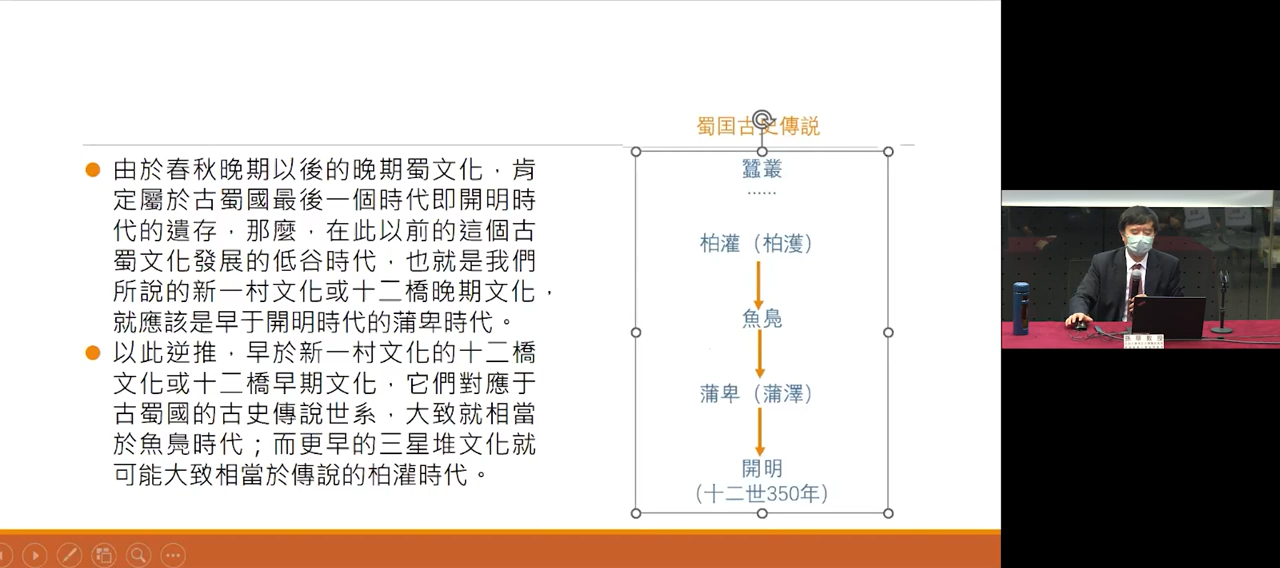 蜀国古史傳説
由於春秋晚期以後的晚期蜀文化，肯
定屬於古蜀國最後一個時代即開明時
代的遺存，那麼，在此以前的這個古
蜀文化發展的低谷時代，也就是我們
所說的新一村文化或十二橋晚期文化，
就應該是早于開明時代的蒲卑時代。
以此逆推，早於新一村文化的十二橋
文化或十二橋早期文化，它們對應于
古蜀國的古史傳說世系，大致就相當
於魚鳧時代；而更早的三星堆文化就
可能大致相當於傳說的柏灌時代。
蠶叢
……
柏灌（柏濩）
魚鳧
蒲卑（蒲澤）
開明
（十二世350年）
孫華教授